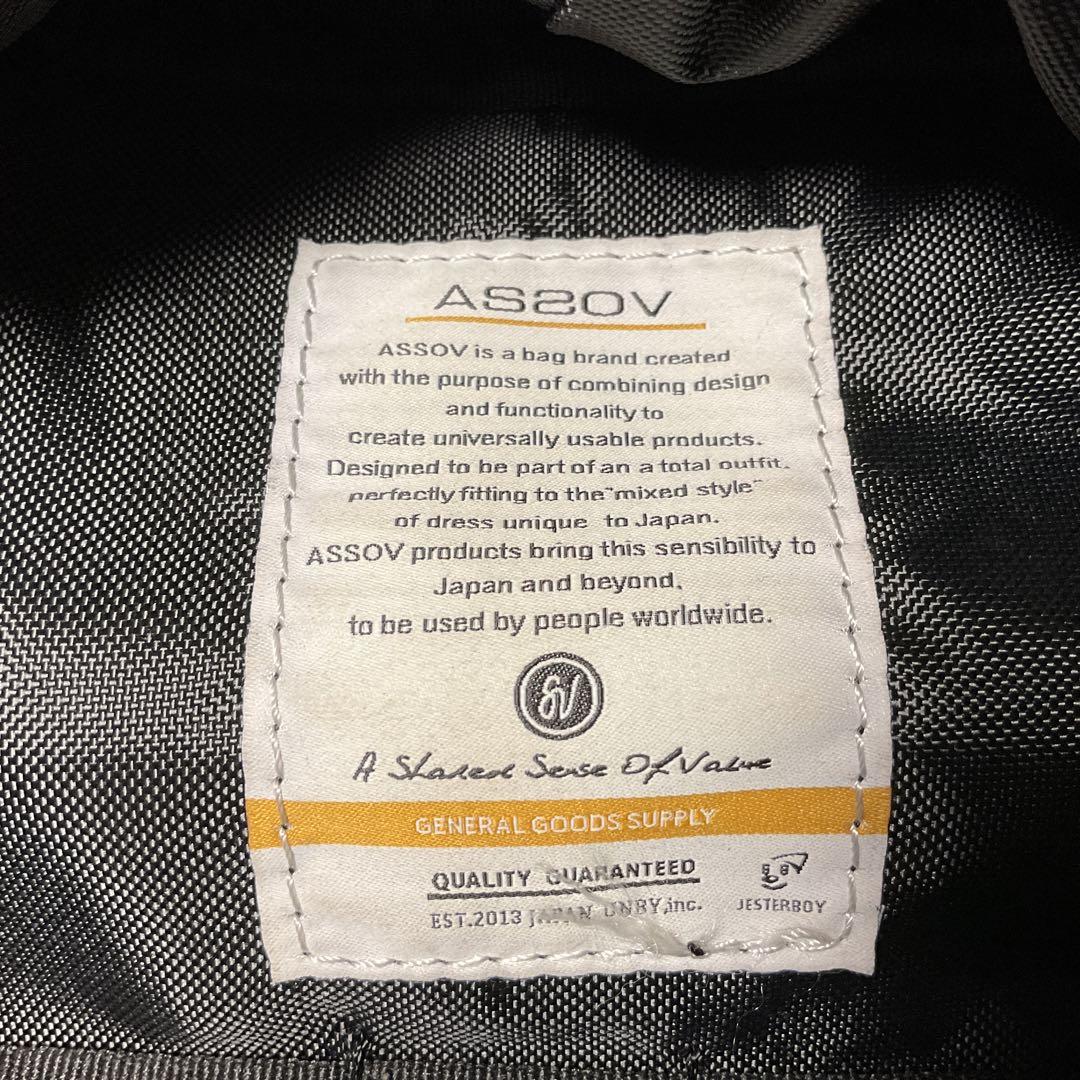 ASSOV
ASSOV is a bag brand created
with the purpose of combining design
and functionality to
create universally usable products.
Designed to be part of an a total outfit.
perfectly fitting to the "mixed style"
of dress unique to Japan.
ASSOV products bring this sensibility to
Japan and beyond,
to be used by people worldwide.
SV
A Shared Sense Of Value
GENERAL GOODS SUPPLY
QUALITY GUARANTEED
EST.2013 JAPAN UNBY,inc.
JESTERBOY